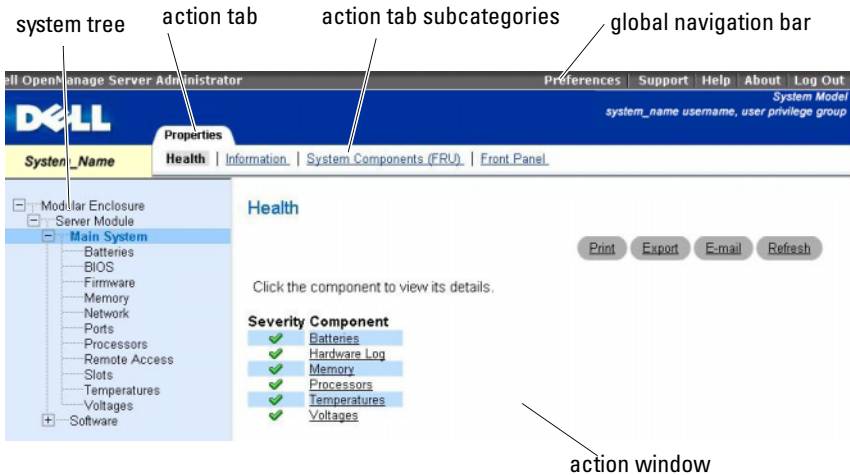 system tree
action tab
action tab subcategories
global navigation bar
ell OpenManage Server Administrator
Preferences | Support | Help | About | Log Out
DELL
System Model
system_name username, user privilege group
Properties
System_Name
Health | Information | System Components (FRU) | Front Panel
Modular Enclosure
Server Module
Main System
Batteries
BIOS
Firmware
Memory
Network
Ports
Processors
Remote Access
Slots
Temperatures
Voltages
Software
Health
Print Export E-mail Refresh
Click the component to view its details.
Severity Component
Batteries
Hardware Log
Memory
Processors
Temperatures
Voltages
action window